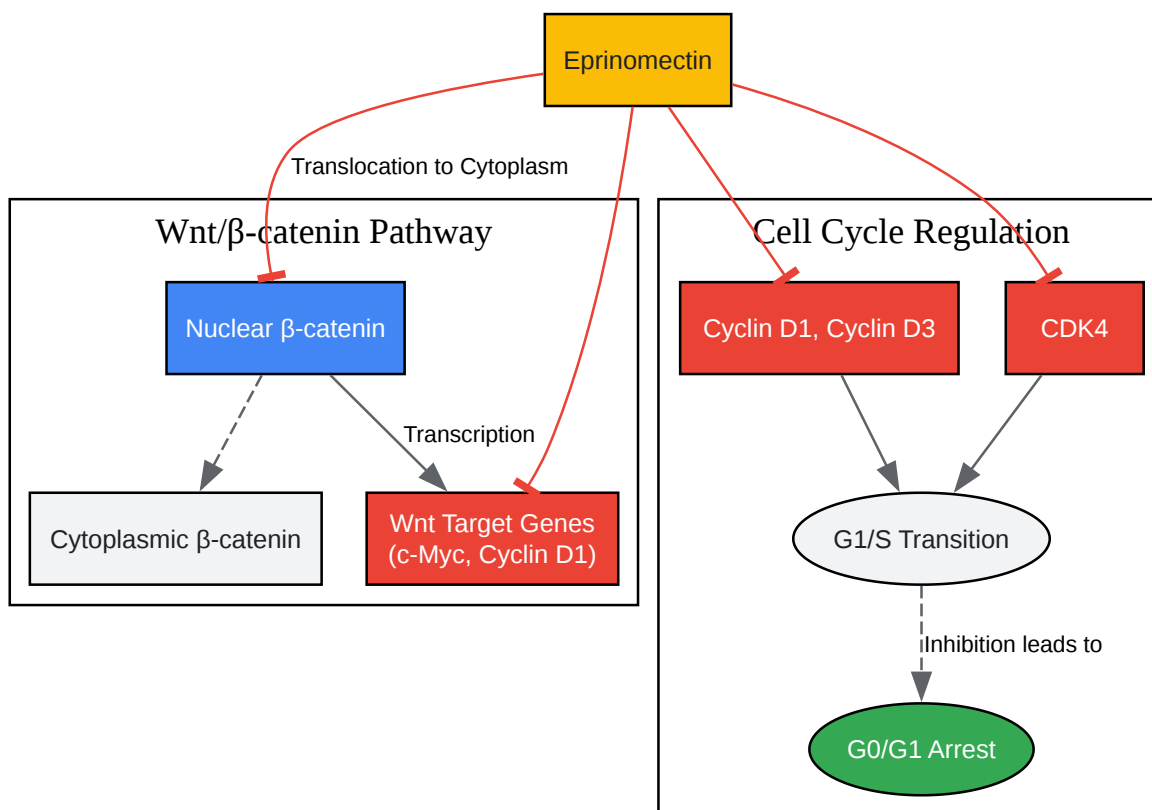 Eprinomectin
Translocation to Cytoplasm
Wnt/β-catenin Pathway
Cell Cycle Regulation
Nuclear β-catenin
Cyclin D1, Cyclin D3
CDK4
Transcription
Cytoplasmic β-catenin
Wnt Target Genes
(c-Myc, Cyclin D1)
G1/S Transition
Inhibition leads to
G0/G1 Arrest